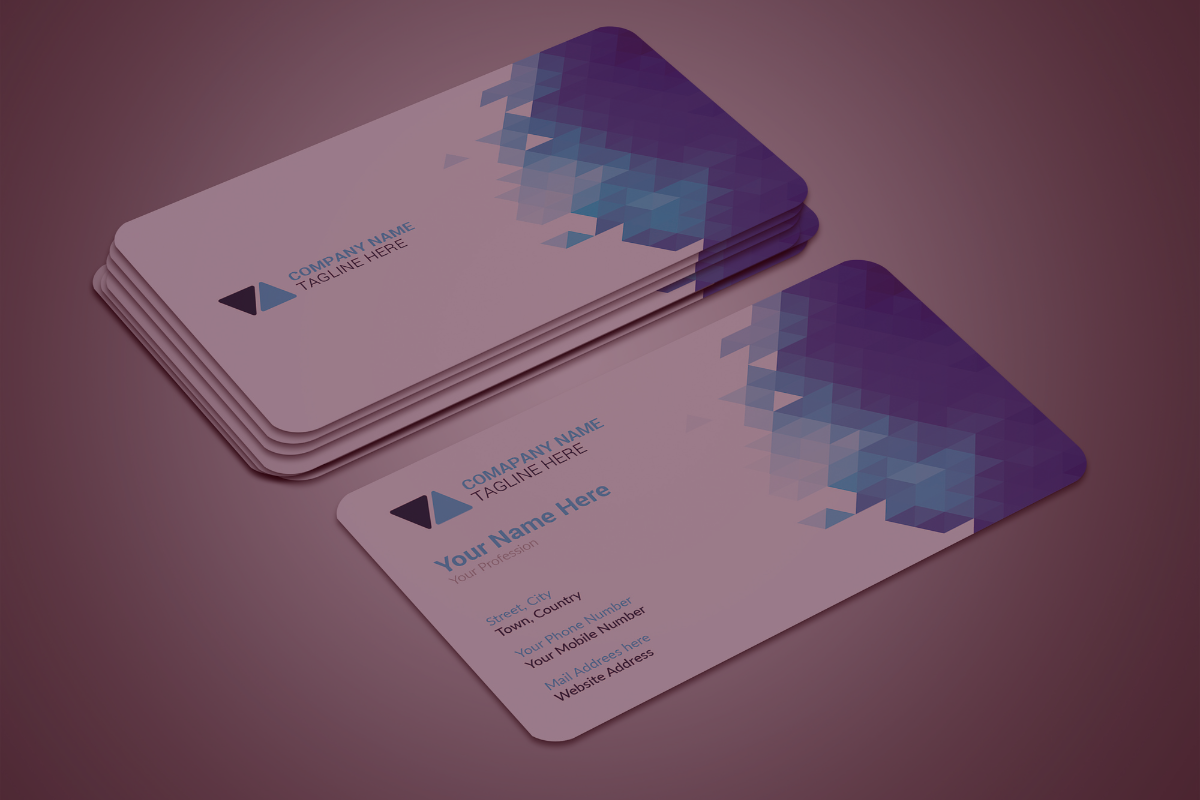 COMPANY NAME
TAGLINE HERE
COMAPANY NAME
TAGLINE HERE
Your Name Here
Your Profession
Street, City
Town, Country
Your Phone Number
Your Mobile Number
Mail Addrees here
Website Address